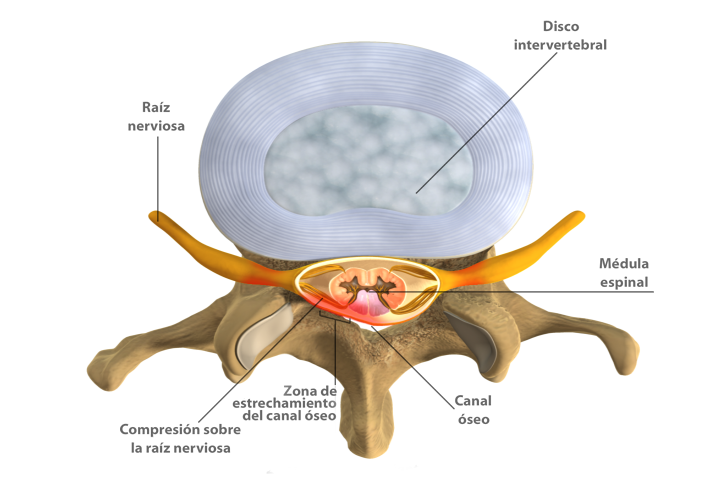 Disco
intervertebral
Raíz
nerviosa
Médula
espinal
Zona de
estrechamiento
del canal óseo
Canal
óseo
Compresión sobre
la raíz nerviosa